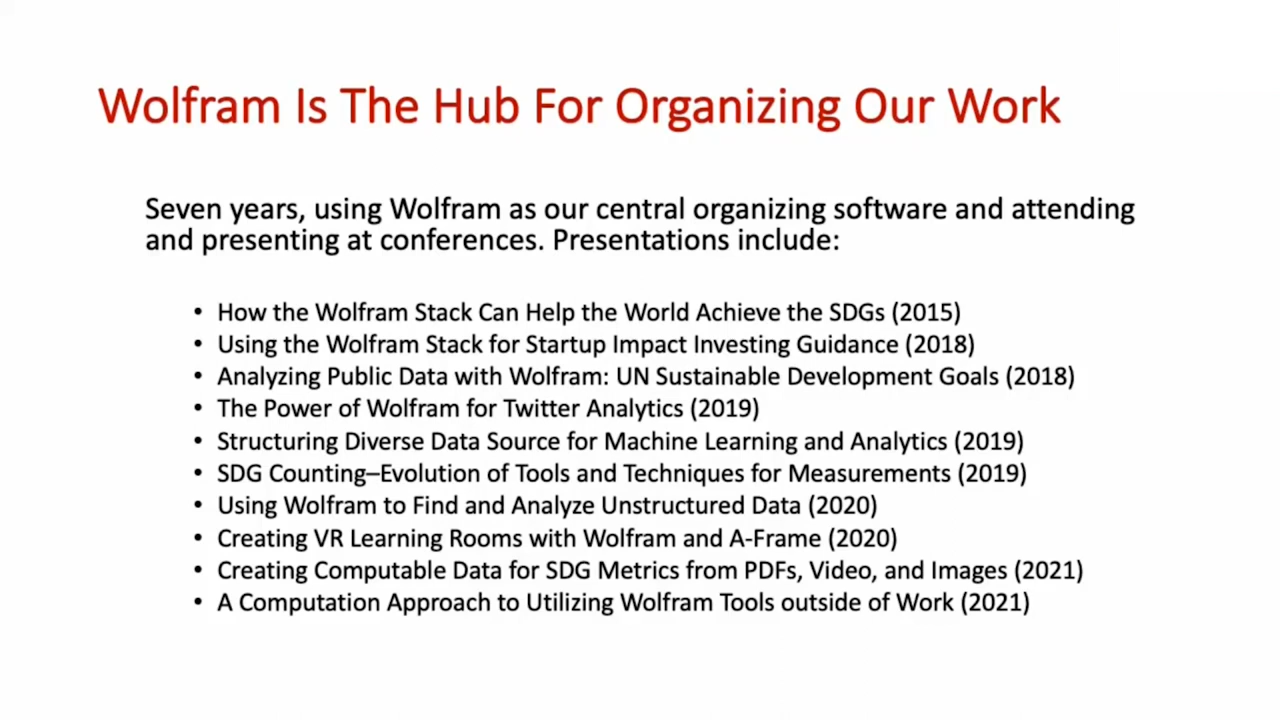 Wolfram Is The Hub For Organizing Our Work
Seven years, using Wolfram as our central organizing software and attending
and presenting at conferences. Presentations include:
• How the Wolfram Stack Can Help the World Achieve the SDGs (2015)
• Using the Wolfram Stack for Startup Impact Investing Guidance (2018)
• Analyzing Public Data with Wolfram: UN Sustainable Development Goals (2018)
• The Power of Wolfram for Twitter Analytics (2019)
• Structuring Diverse Data Source for Machine Learning and Analytics (2019)
• SDG Counting–Evolution of Tools and Techniques for Measurements (2019)
• Using Wolfram to Find and Analyze Unstructured Data (2020)
• Creating VR Learning Rooms with Wolfram and A-Frame (2020)
• Creating Computable Data for SDG Metrics from PDFs, Video, and Images (2021)
• A Computation Approach to Utilizing Wolfram Tools outside of Work (2021)